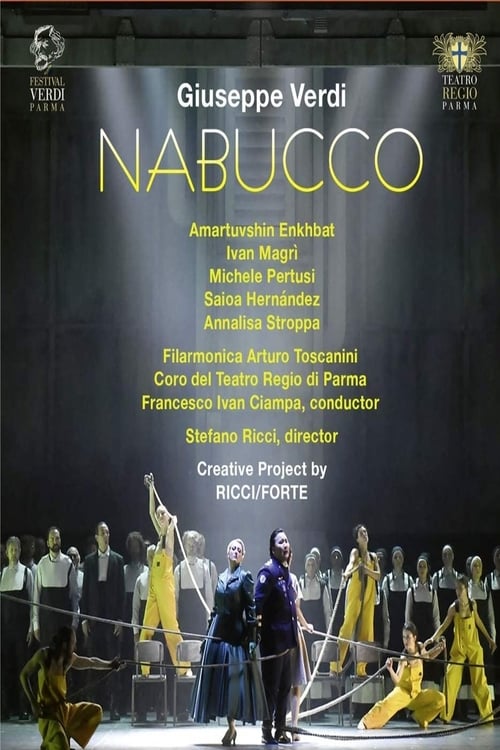 FESTIVAL
VERDI
PARMA
TEATRO
REGIO
PARMA
Giuseppe Verdi
NABUCCO
Amartuvshin Enkhbat
Ivan Magrì
Michele Pertusi
Saioa Hernández
Annalisa Stroppa
Filarmonica Arturo Toscanini
Coro del Teatro Regio di Parma
Francesco Ivan Ciampa, conductor
Stefano Ricci, director
Creative Project by
RICCI/FORTE